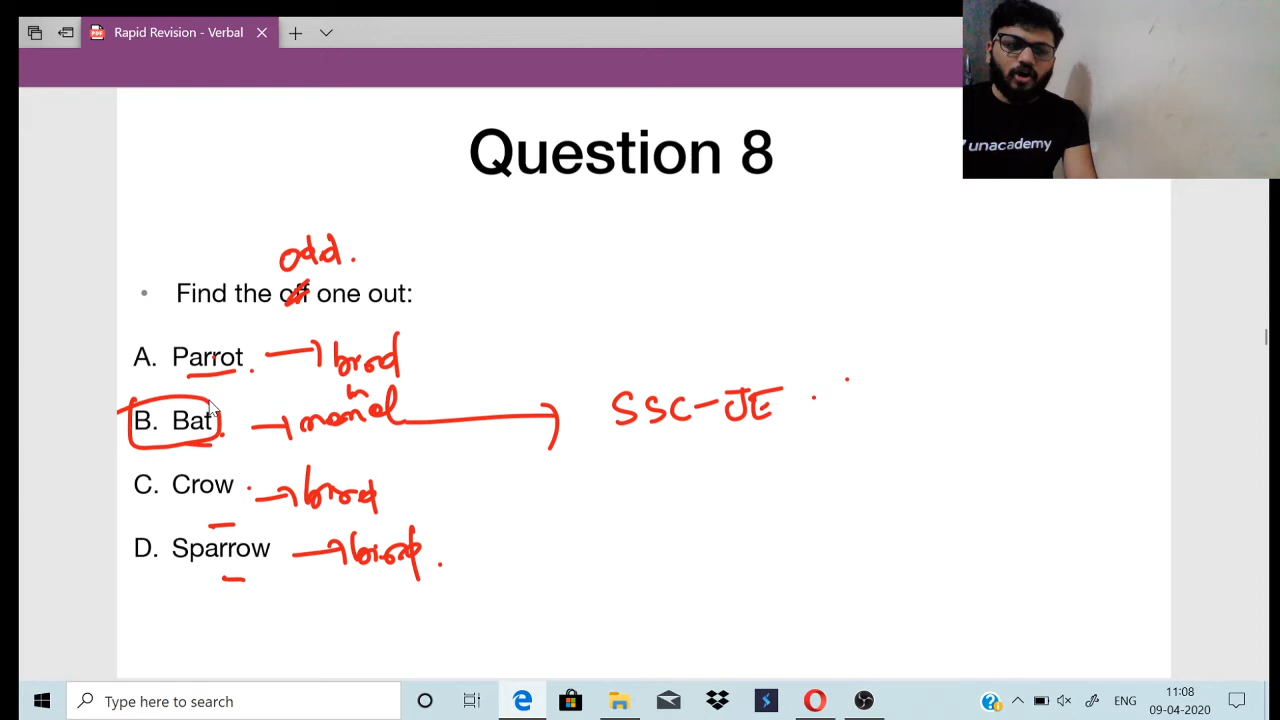 Rapid Revision - Verbal
unacademy
Question 8
odd.
Find the off one out:
A. Parrot → bird
B. Bat → mammal → SSC-JE
C. Crow → bird
D. Sparrow → bird.
Type here to search
ENG
11:08
09-04-2020